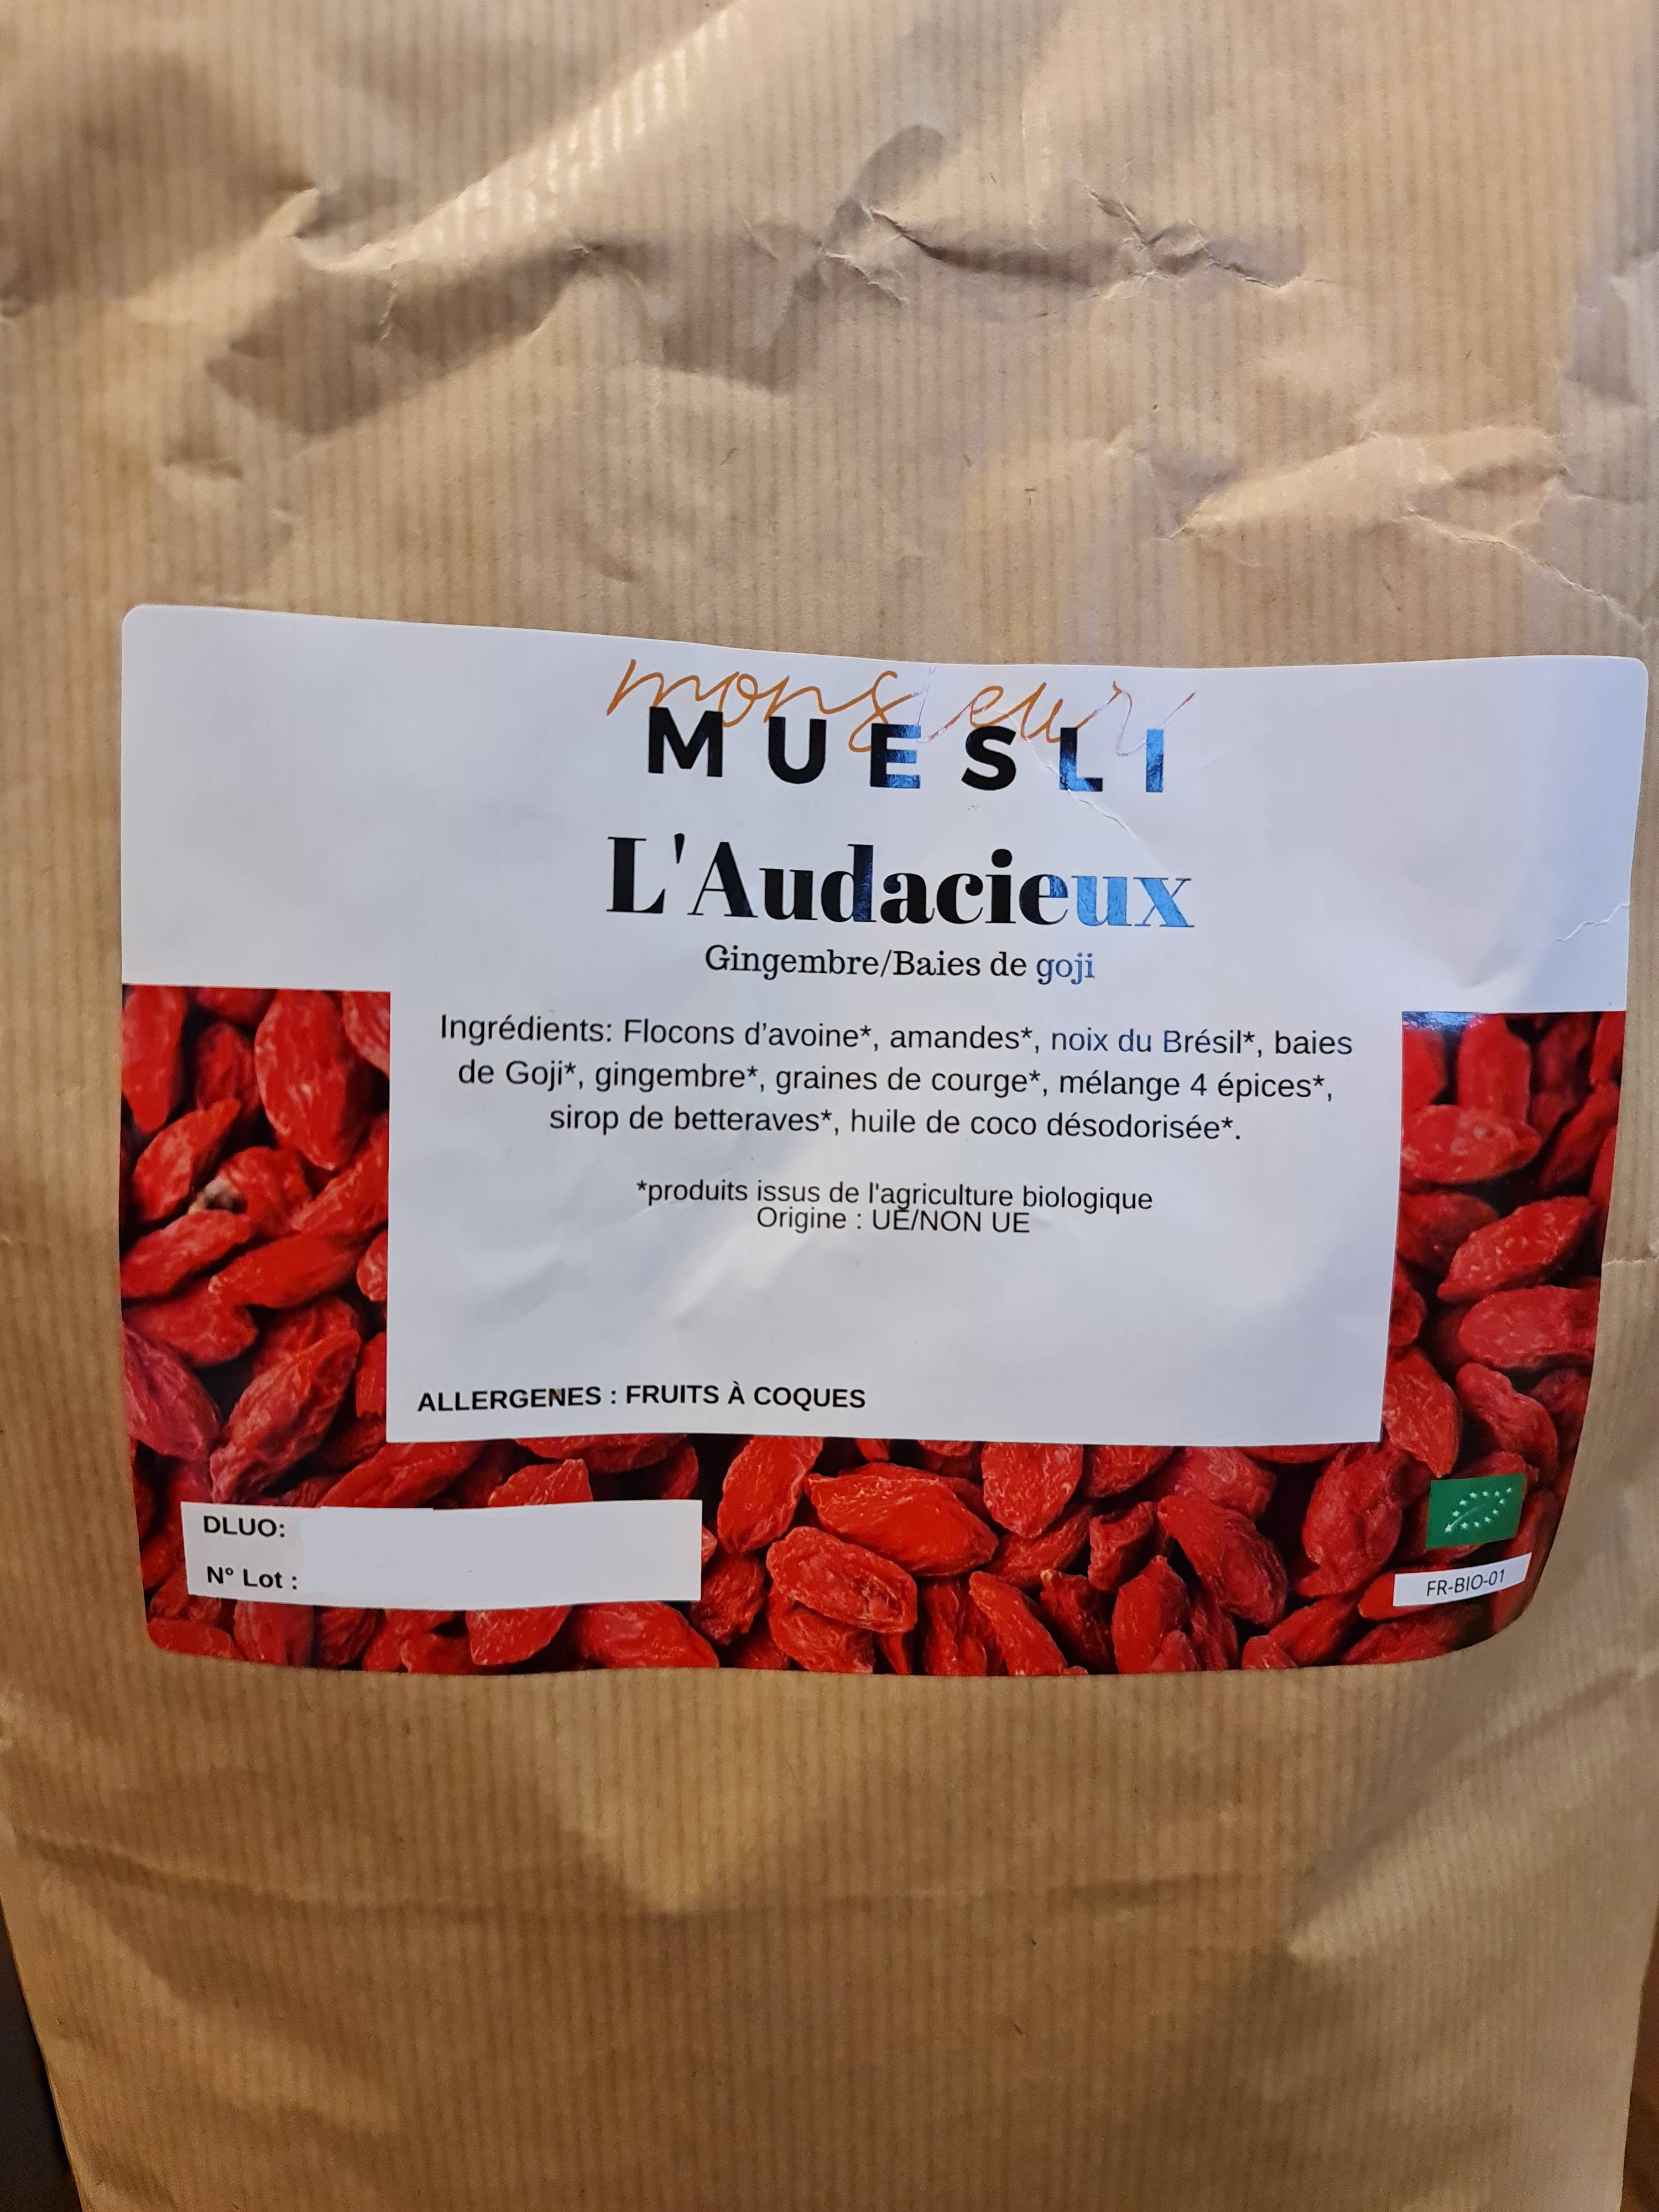 monsieur
MUESLI
L'Audacieux
Gingembre/Baies de goji
Ingrédients: Flocons d’avoine*, amandes*, noix du Brésil*, baies
de Goji*, gingembre*, graines de courge*, mélange 4 épices*,
sirop de betteraves*, huile de coco désodorisée*.
*produits issus de l'agriculture biologique
Origine : UE/NON UE
ALLERGENES : FRUITS À COQUES
DLUO:
N° Lot :
FR-BIO-01